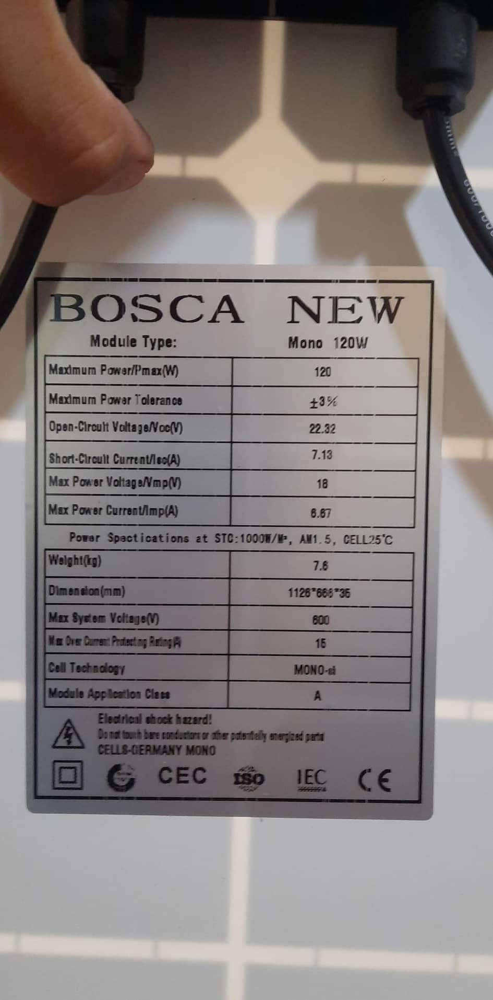 BOSCA NEW
Module Type: Mono 120W
Maximum Power/Pmax(W) 120
Maximum Power Tolerance ±3%
Open-Circuit Voltage/Voc(V) 22.32
Short-Circuit Current/Isc(A) 7.13
Max Power Voltage/Vmp(V) 18
Max Power Current/Imp(A) 6.67
Power Spectications at STC:1000W/M², AM1.5, CELL25°C
Weight(kg) 7.6
Dimension(mm)
Max System Voltage(V) 600
Max Over Current Protecting Rating(A) 15
Cell Technology MONO-si
Module Application Class A
Electrical shock hazard!
Do not touch bare conductors or other potentially energized parts
CELLS-GERMANY MONO
CEC ISO IEC CE